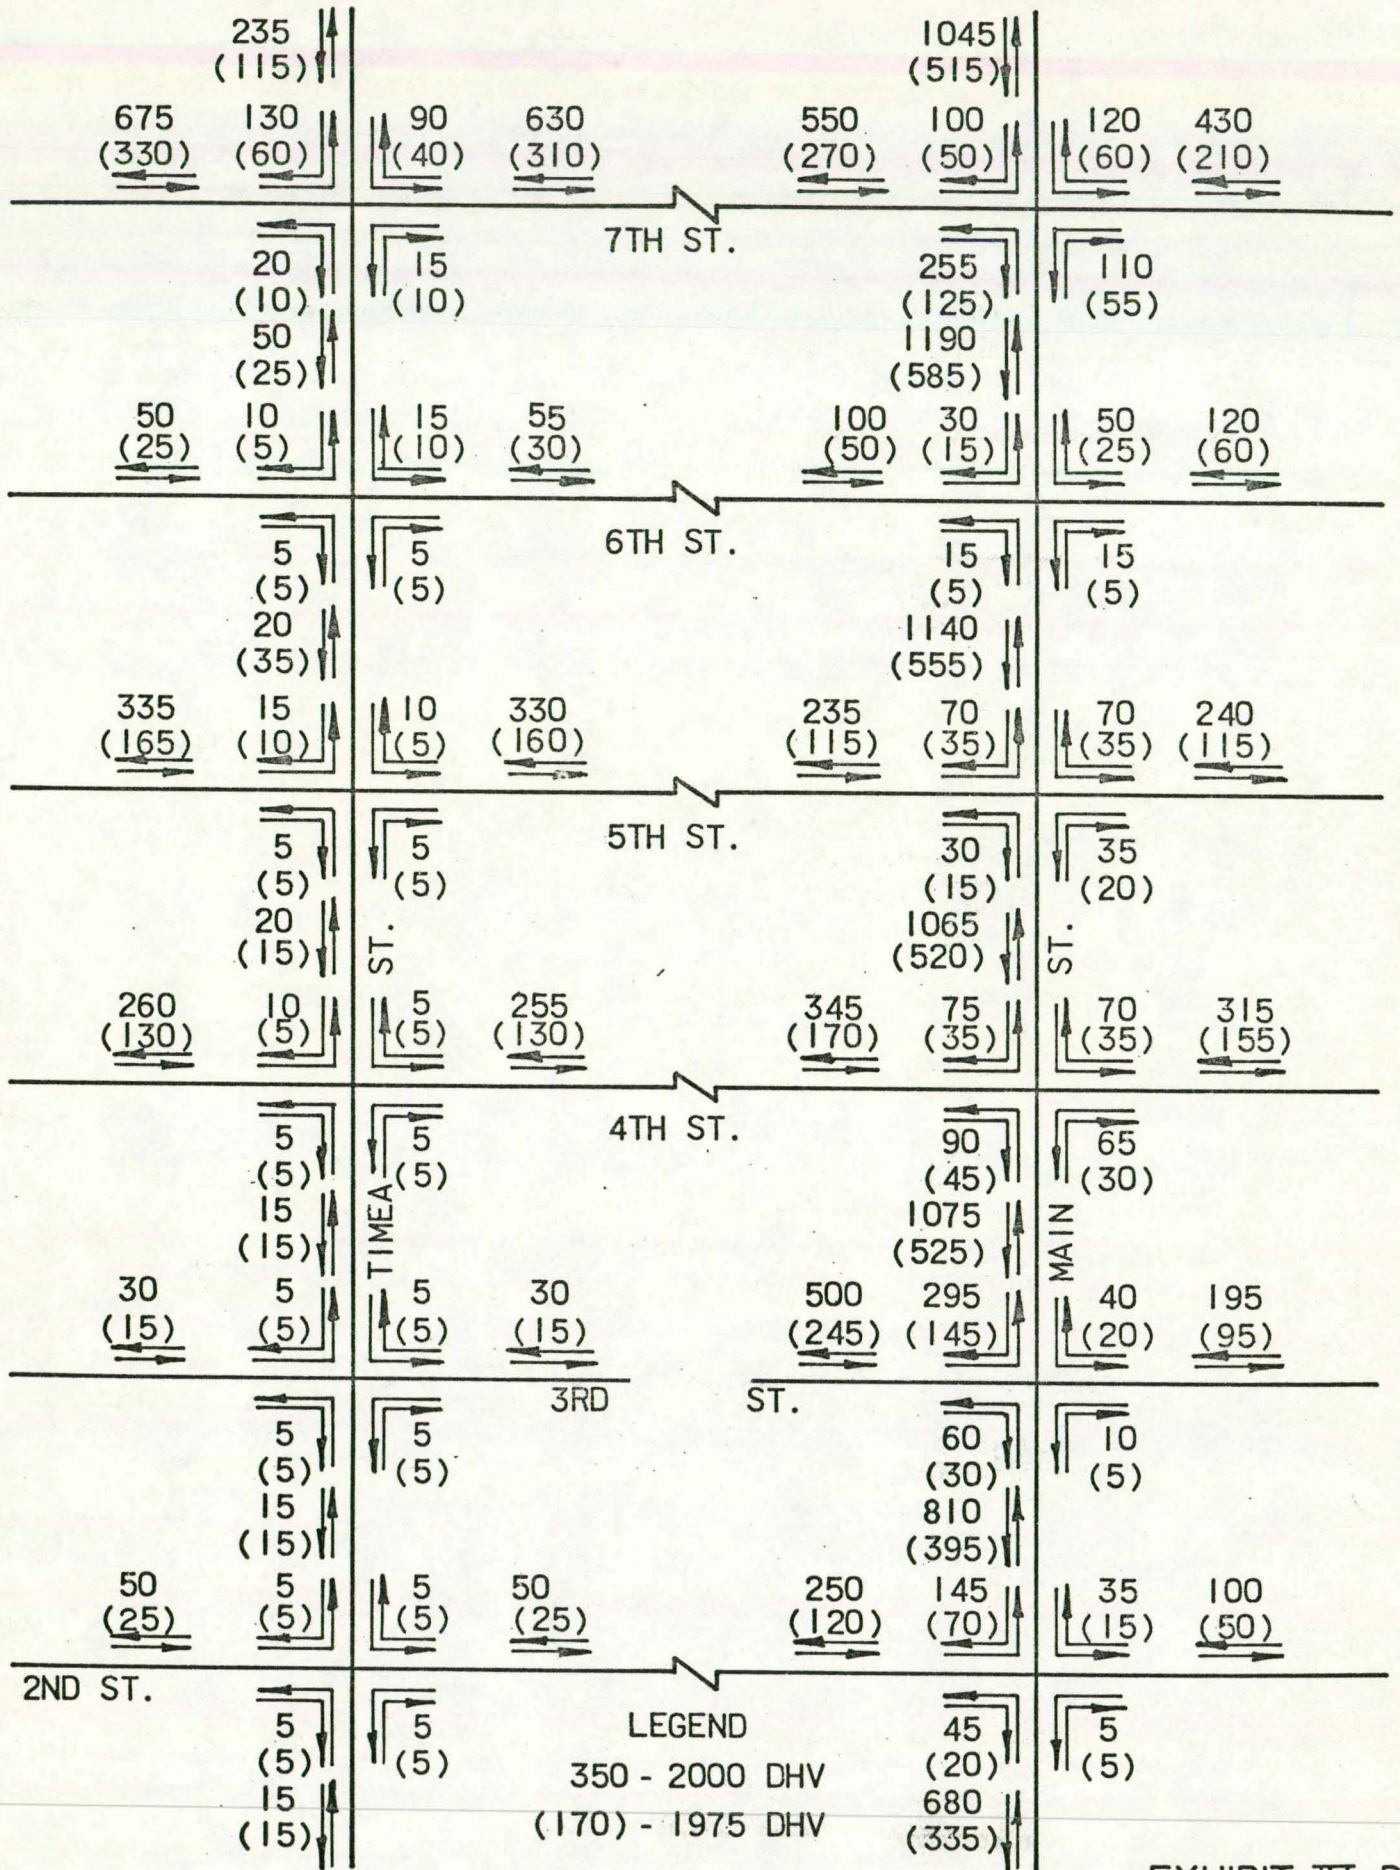 235 1045
(115) (515)
675 130 90 630 550 100 120 430
(330) (60) (40) (310) (270) (50) (60) (210)
7TH ST.
20 15 255 110
(10) (10) (125) (55)
50 1190
(25) (585)
50 10 15 55 100 30 50 120
(25) (5) (10) (30) (50) (15) (25) (60)
6TH ST.
5 5 15 15
(5) (5) (5) (5)
20 1140
(35) (555)
335 15 10 330 235 70 70 240
(165) (10) (5) (160) (115) (35) (35) (115)
5TH ST.
5 5 30 35
(5) (5) (15) (20)
20 1065
(15) ST. (520) ST.
260 10 5 255 345 75 70 315
(130) (5) (5) (130) (170) (35) (35) (155)
4TH ST.
5 5 90 65
(5) (5) (45) (30)
15 TIMEA 1075 MAIN
(15) (525)
30 5 5 30 500 295 40 195
(15) (5) (5) (15) (245) (145) (20) (95)
3RD ST.
5 5 60 10
(5) (5) (30) (5)
15 810
(15) (395)
50 5 5 50 250 145 35 100
(25) (5) (5) (25) (120) (70) (15) (50)
2ND ST.
5 5 LEGEND 45 5
(5) (5) 350 - 2000 DHV (20) (5)
15 680
(15) (170) - 1975 DHV (335)